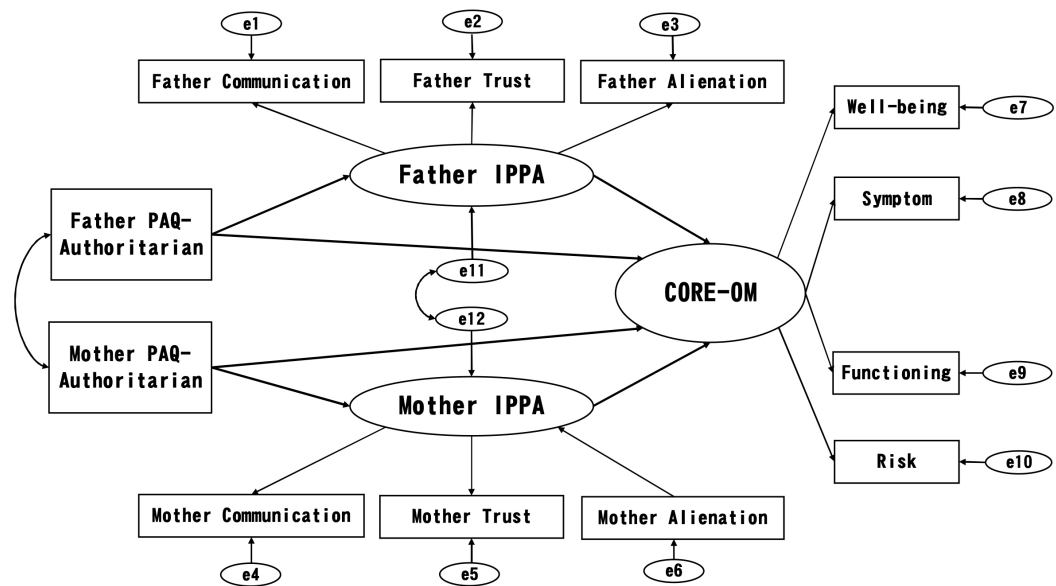 e1
e2
e3
Father Communication
Father Trust
Father Alienation
Well-being
e7
Father IPPA
Symptom
e8
Father PAQ-
Authoritarian
e11
CORE-OM
e12
Mother PAQ-
Authoritarian
Functioning
e9
Mother IPPA
Risk
e10
Mother Communication
Mother Trust
Mother Alienation
e4
e5
e6